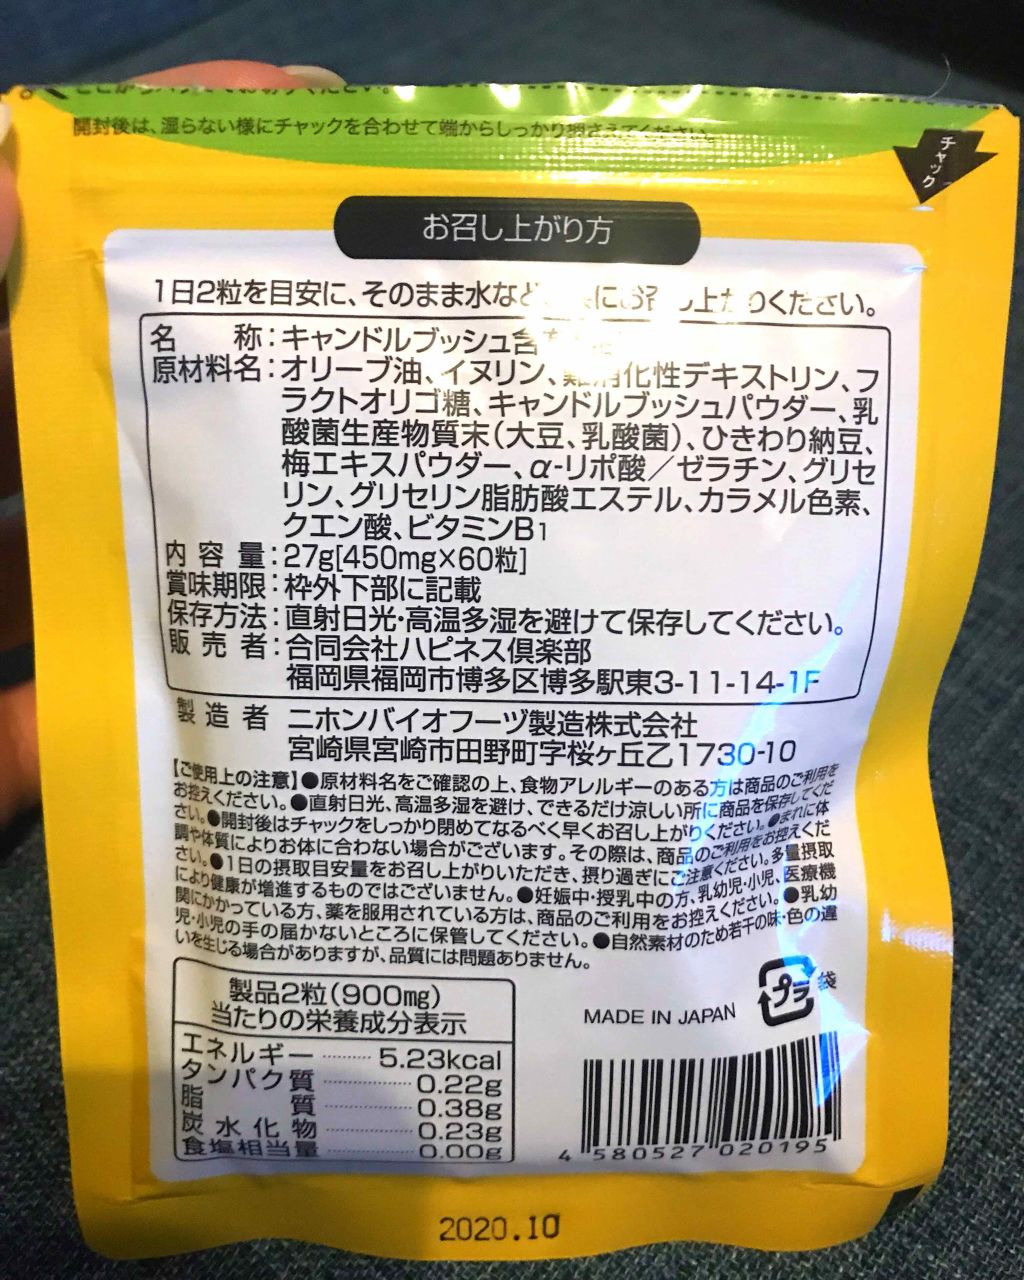 開封後は、湿らない様にチャックを合わせて端からしっかり押さえてください。
チャック
お召し上がり方
1日2粒を目安に、そのまま水など にお召し上がりください。
名 称:キャンドルブッシュ含
原材料名:オリーブ油、イヌリン、難消化性デキストリン、フ
ラクトオリゴ糖、キャンドルブッシュパウダー、乳
酸菌生産物質末(大豆、乳酸菌)、ひきわり納豆、
梅エキスパウダー、α-リポ酸/ゼラチン、グリセ
リン、グリセリン脂肪酸エステル、カラメル色素、
クエン酸、ビタミンB1
内 容 量:27g[450mg×60粒]
賞味期限:枠外下部に記載
保存方法:直射日光・高温多湿を避けて保存してください。
販 売 者:合同会社ハピネス倶楽部
福岡県福岡市博多区博多駅東3-11-14-1F
製 造 者 ニホンバイオフーヅ製造株式会社
宮崎県宮崎市田野町字桜ヶ丘乙1730-10
【ご使用上の注意】●原材料名をご確認の上、食物アレルギーのある方は商品のご利用を
お控えください。●直射日光、高温多湿を避け、できるだけ涼しい所に商品を保存してくだ
さい。●開封後はチャックをしっかり閉めてなるべく早くお召し上がりください。●まれに体
調や体質によりお体に合わない場合がございます。その際は、商品のご利用をお控えくだ
さい。●1日の摂取目安量をお召し上がりいただき、摂り過ぎにご注意ください。多量摂取
により健康が増進するものではございません。●妊娠中・授乳中の方、乳幼児・小児、医療機
関にかかっている方、薬を服用されている方は、商品のご利用をお控えください。●乳幼
児・小児の手の届かないところに保管してください。●自然素材のため若干の味・色の違
いを生じる場合がありますが、品質には問題ありません。
製品2粒(900mg)
当たりの栄養成分表示
エネルギー ……… 5.23kcal
タンパク質 ……… 0.22g
脂 質 ……… 0.38g
炭 水 化 物 ……… 0.23g
食塩相当量 ……… 0.00g
プラ 袋
MADE IN JAPAN
4 580527 020195
2020.10